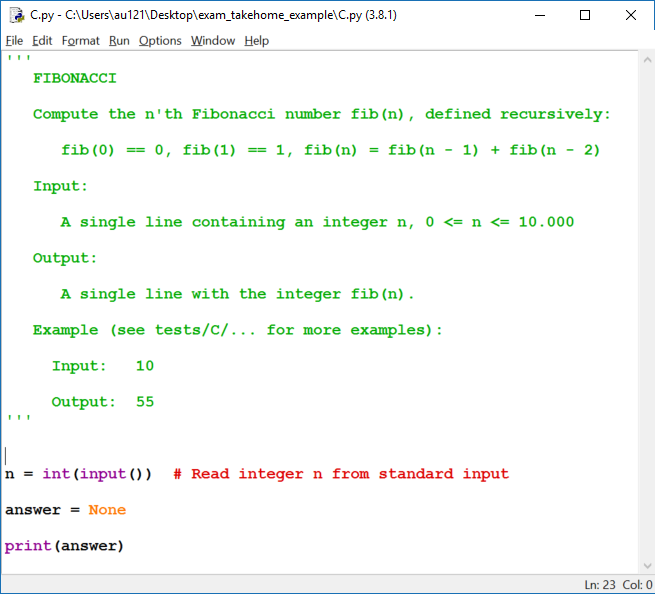 C.py - C:\Users\au121\Desktop\exam_takehome_example\C.py (3.8.1)
File Edit Format Run Options Window Help
'''
FIBONACCI
Compute the n'th Fibonacci number fib(n), defined recursively:
fib(0) == 0, fib(1) == 1, fib(n) = fib(n - 1) + fib(n - 2)
Input:
A single line containing an integer n, 0 <= n <= 10.000
Output:
A single line with the integer fib(n).
Example (see tests/C/... for more examples):
Input: 10
Output: 55
'''
n = int(input()) # Read integer n from standard input
answer = None
print(answer)
Ln: 23 Col: 0